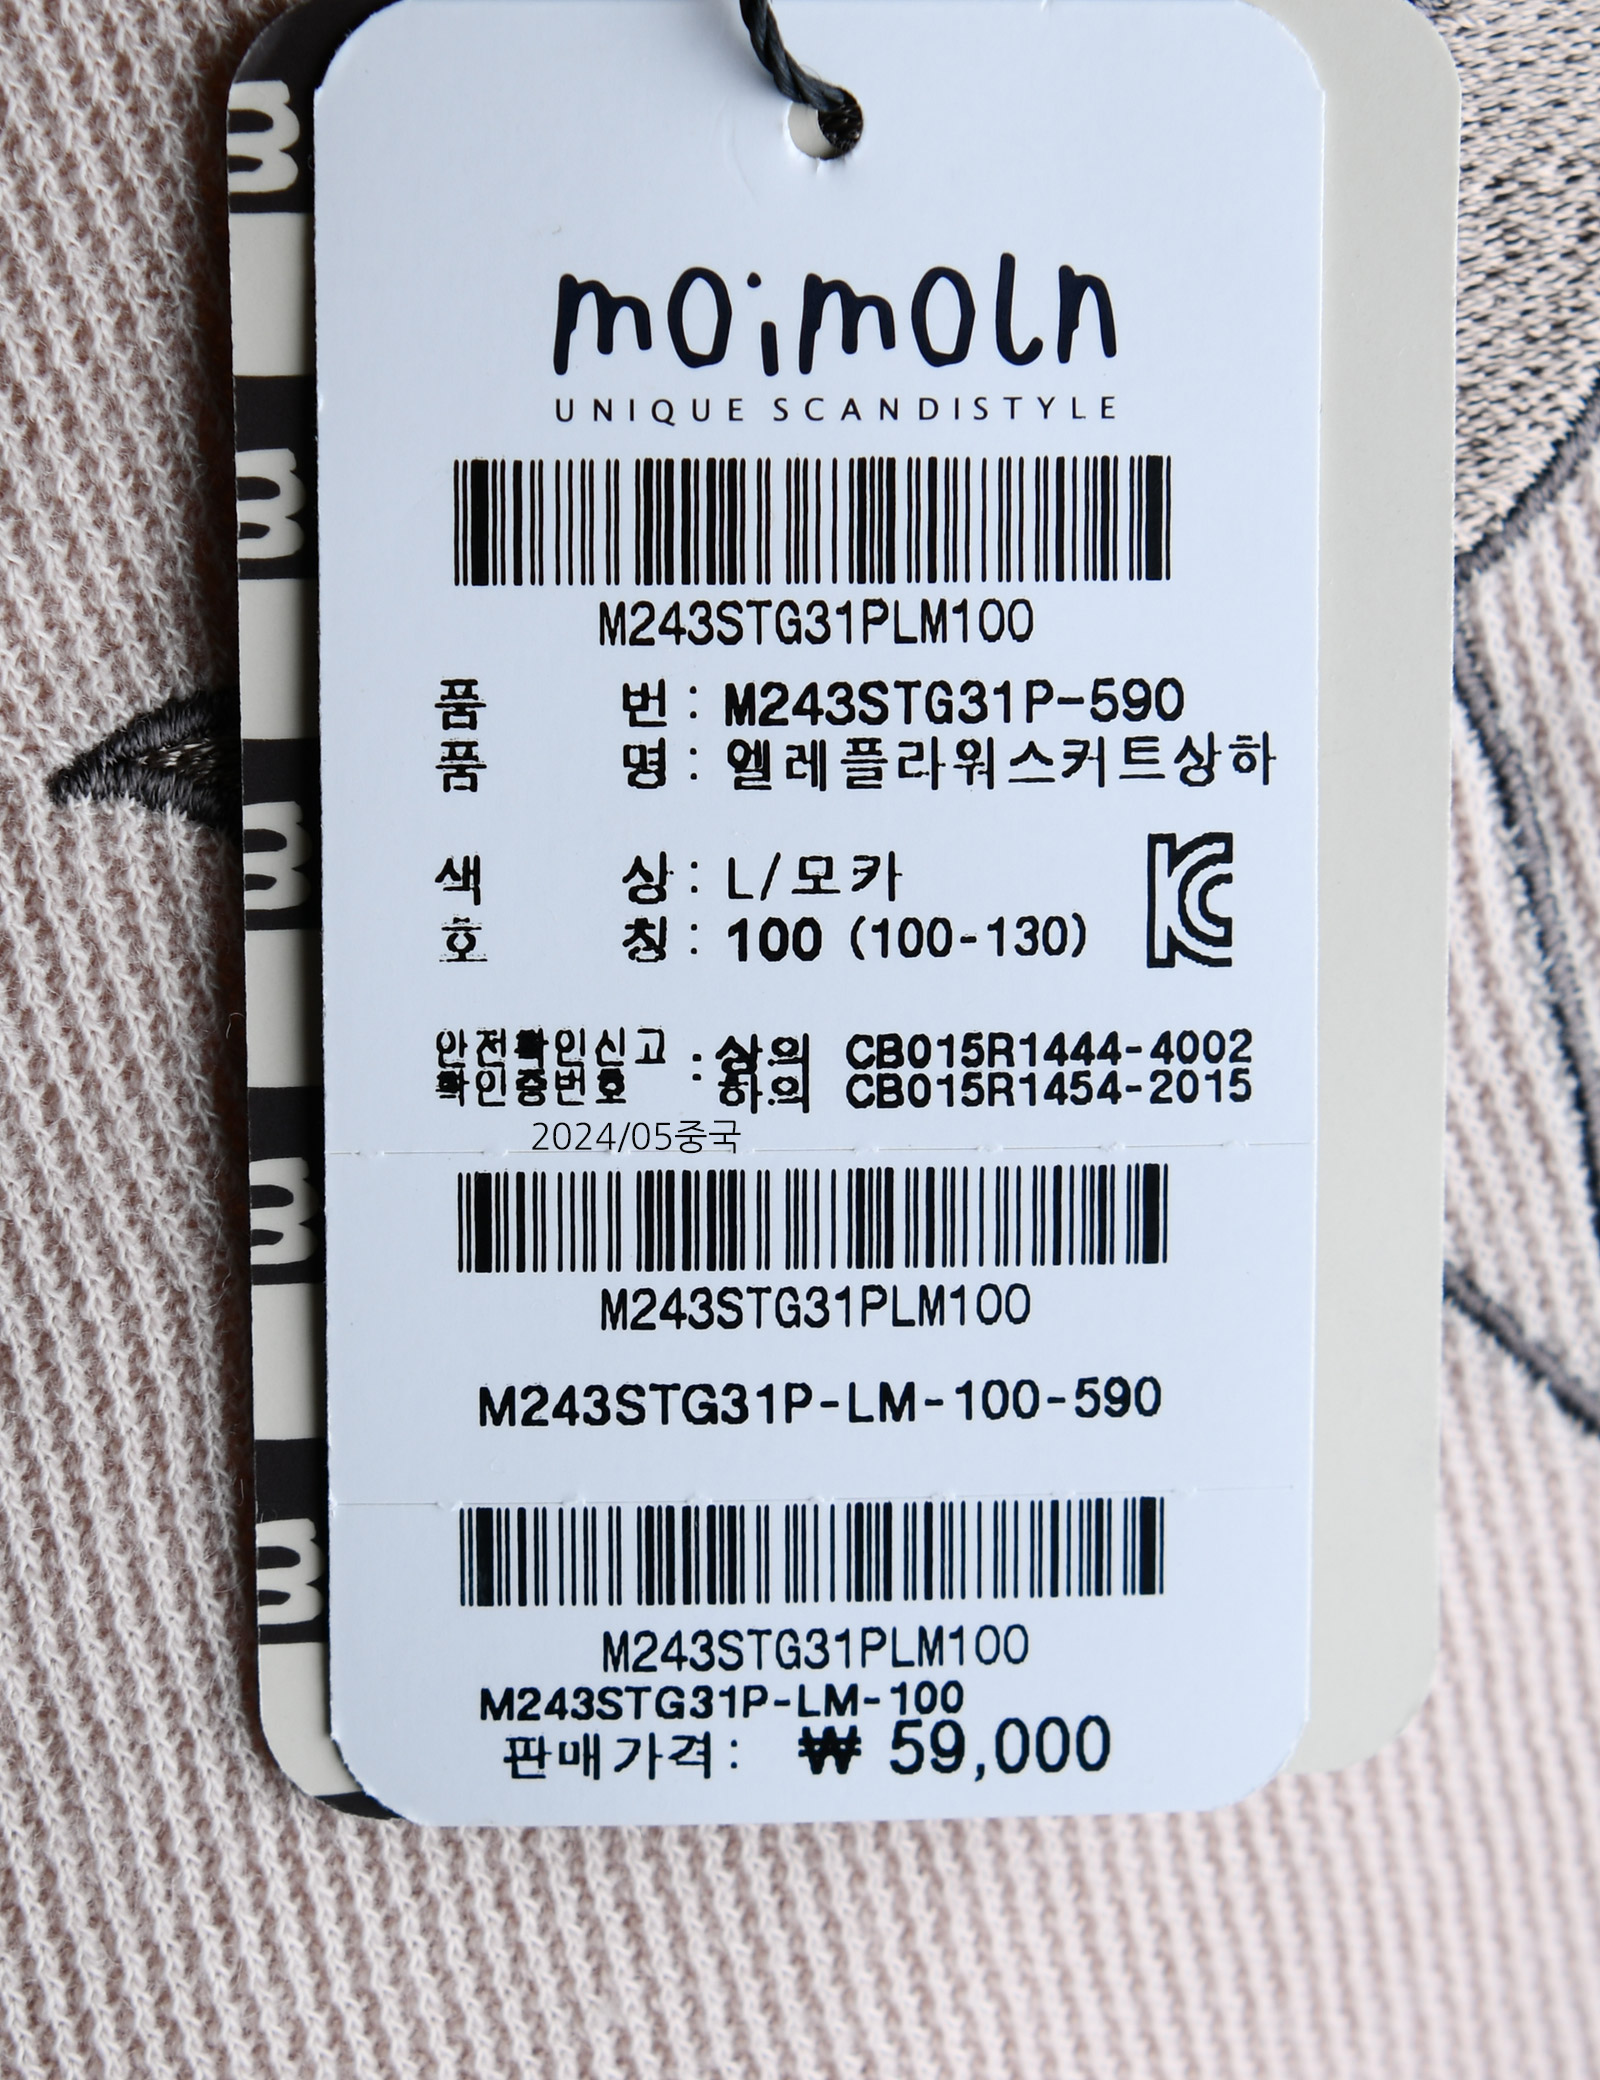 moimoln
UNIQUE SCANDISTYLE
M243STG31PLM100
품 번 : M243STG31P-590
품 명 : 엘레플라워스커트상하
색 상 : L/모카
호 칭 : 100 (100-130)
안전확인신고 : 상의 CB015R1444-4002
확인증번호 하의 CB015R1454-2015
2024/05중국
M243STG31PLM100
M243STG31P-LM-100-590
M243STG31PLM100
M243STG31P-LM-100
판매가격: ₩ 59,000